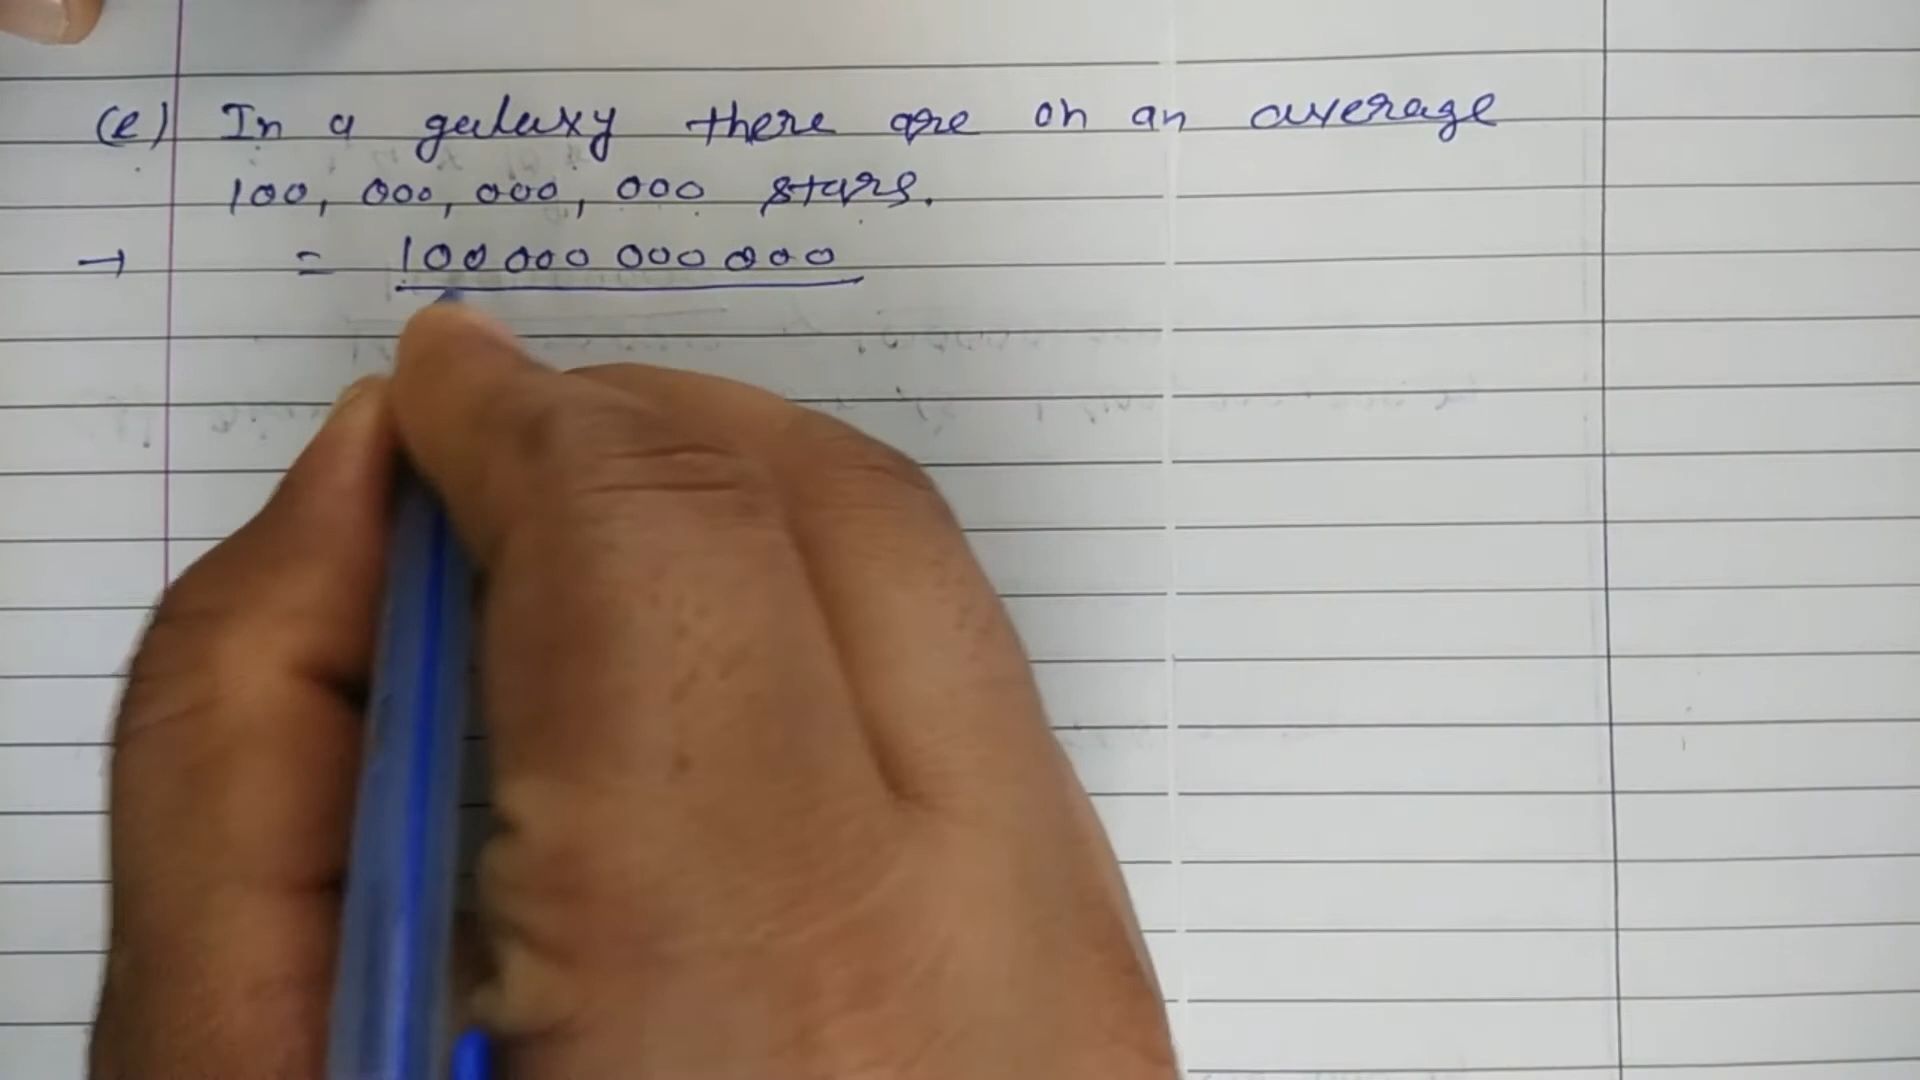 (e) In a galaxy there are on an average
100, 000, 000, 000 stars.
→ = 100 000 000 000